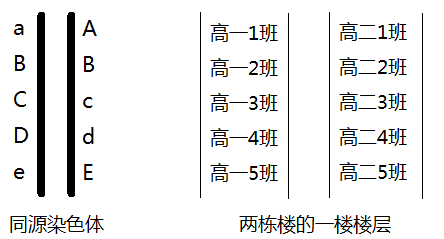 a A 高一1班 高二1班
B B 高一2班 高二2班
C c 高一3班 高二3班
D d 高一4班 高二4班
e E 高一5班 高二5班
同源染色体 两栋楼的一楼楼层